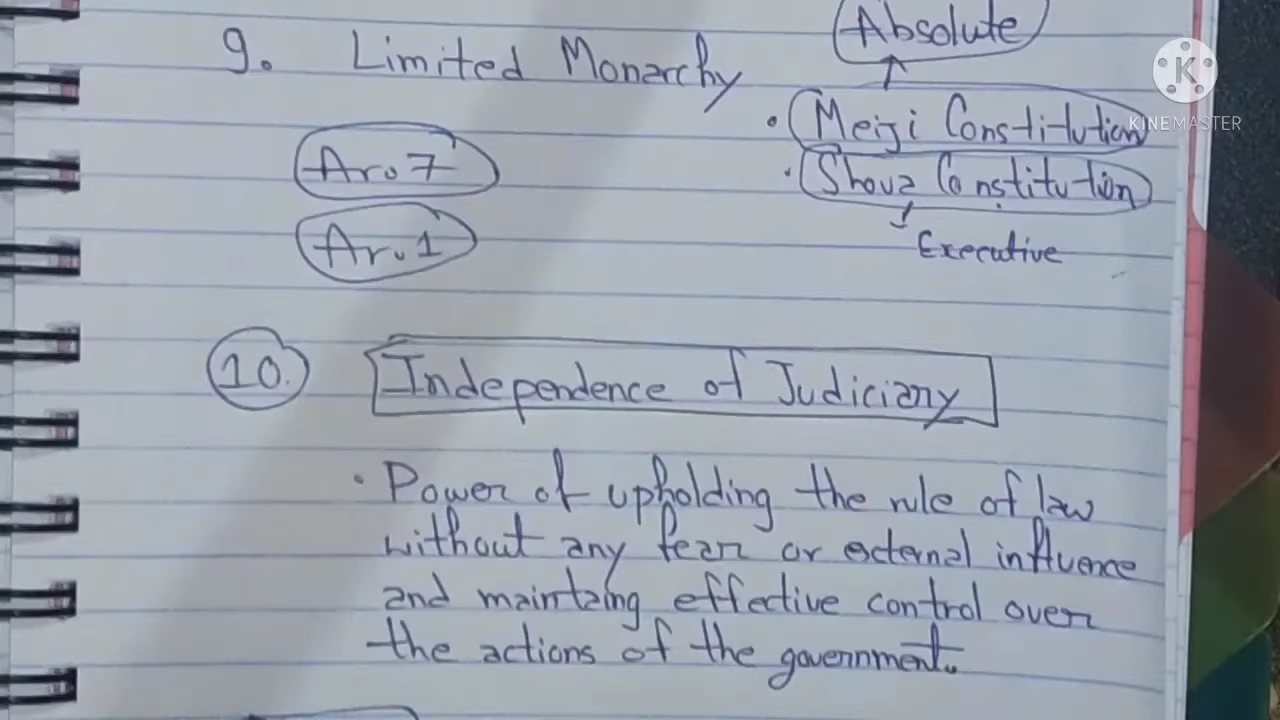 Absolute
9. Limited Monarchy
• Meiji Constitution
• Showa Constitution
Executive
Ar. 7
Ar. 1
10. Independence of Judiciary
• Power of upholding the rule of law
without any fear or external influence
and maintaing effective control over
the actions of the government.
K
KINEMASTER